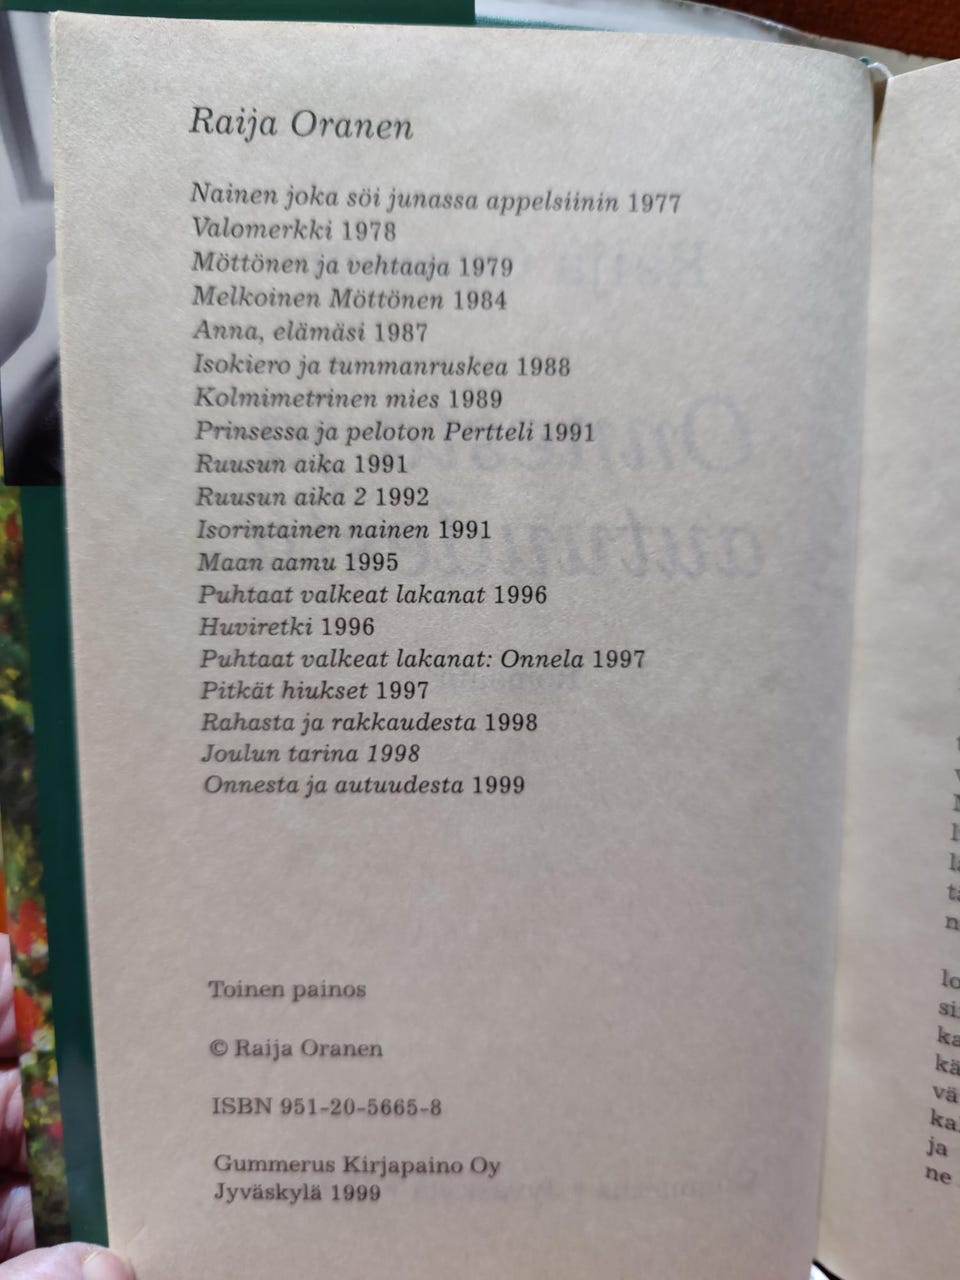 Raija Oranen
Nainen joka söi junassa appelsiinin 1977
Valomerkki 1978
Möttönen ja vehtaaja 1979
Melkoinen Möttönen 1984
Anna, elämäsi 1987
Isokiero ja tummanruskea 1988
Kolmimetrinen mies 1989
Prinsessa ja peloton Pertteli 1991
Ruusun aika 1991
Ruusun aika 2 1992
Isorintainen nainen 1991
Maan aamu 1995
Puhtaat valkeat lakanat 1996
Huviretki 1996
Puhtaat valkeat lakanat: Onnela 1997
Pitkät hiukset 1997
Rahasta ja rakkaudesta 1998
Joulun tarina 1998
Onnesta ja autuudesta 1999
Toinen painos
© Raija Oranen
ISBN 951-20-5665-8
Gummerus Kirjapaino Oy
Jyväskylä 1999
ja
ne